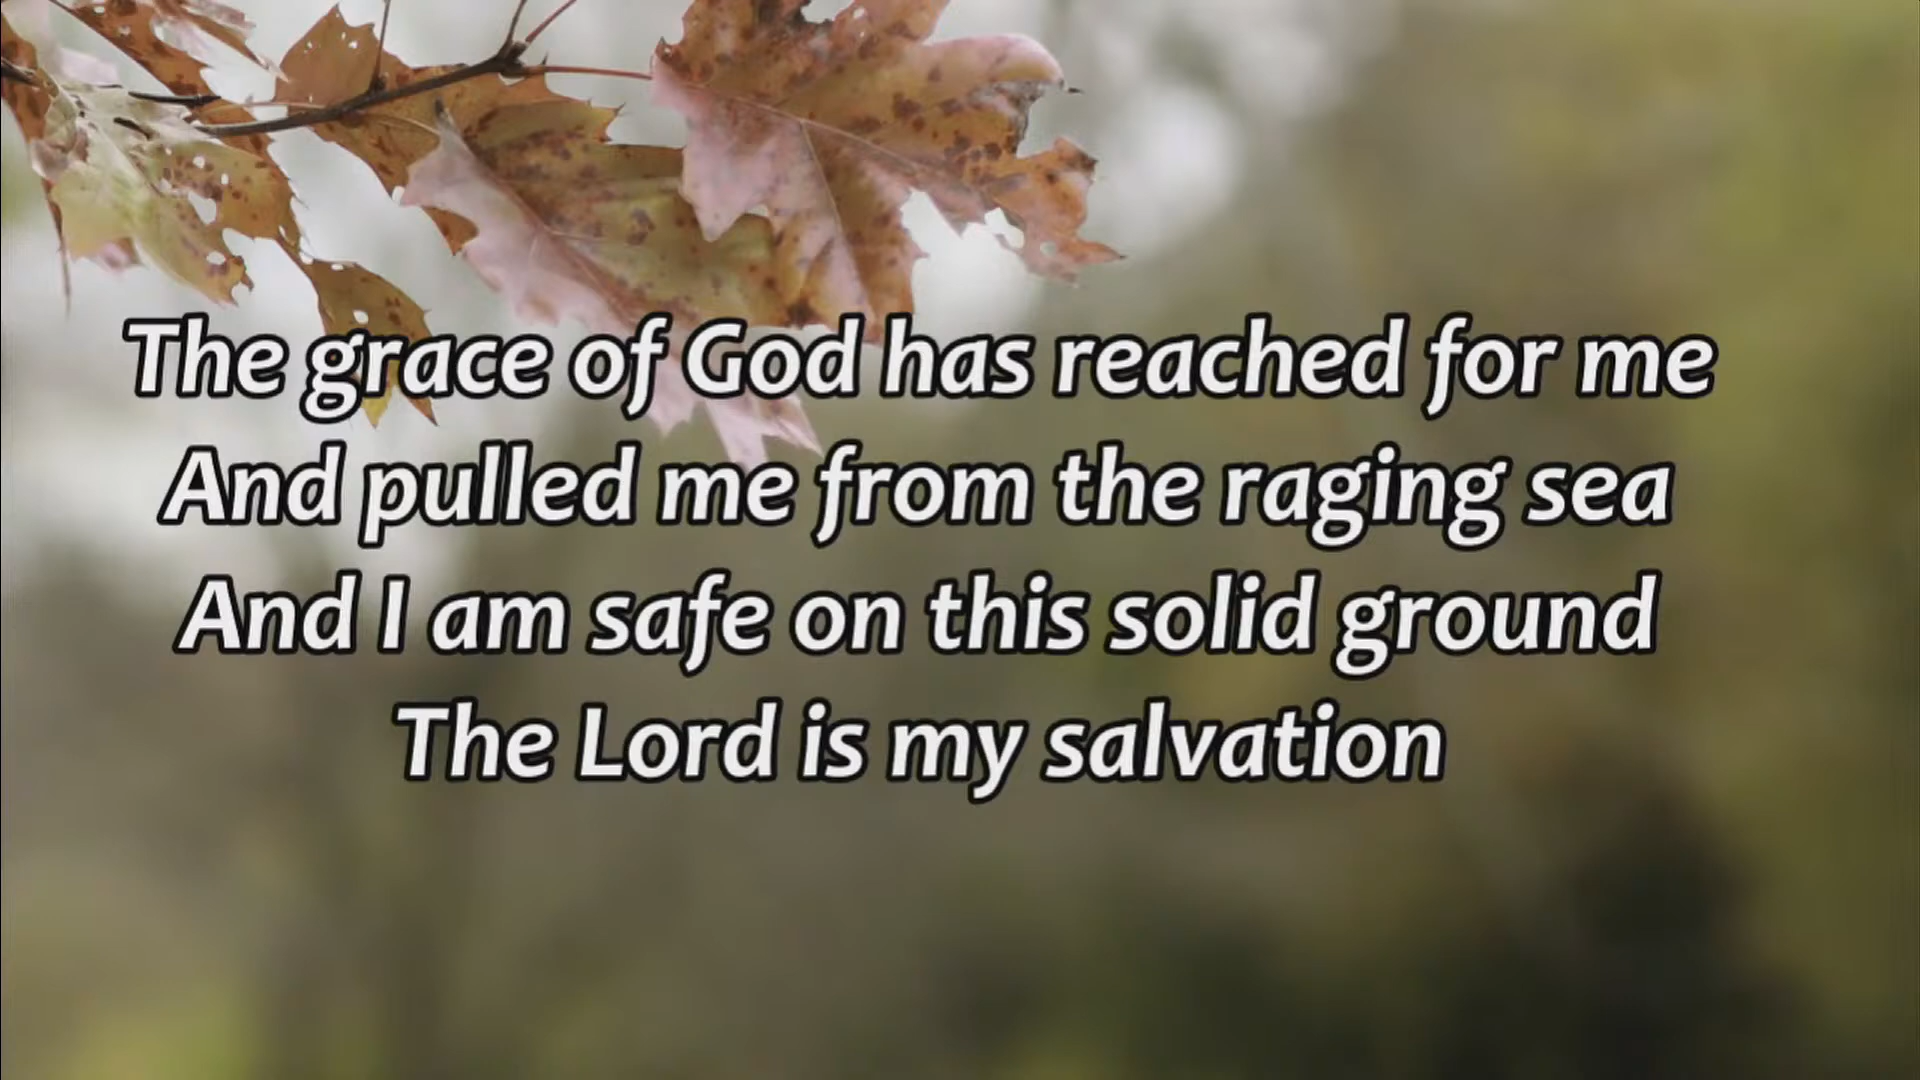 The grace of God has reached for me
And pulled me from the raging sea
And I am safe on this solid ground
The Lord is my salvation